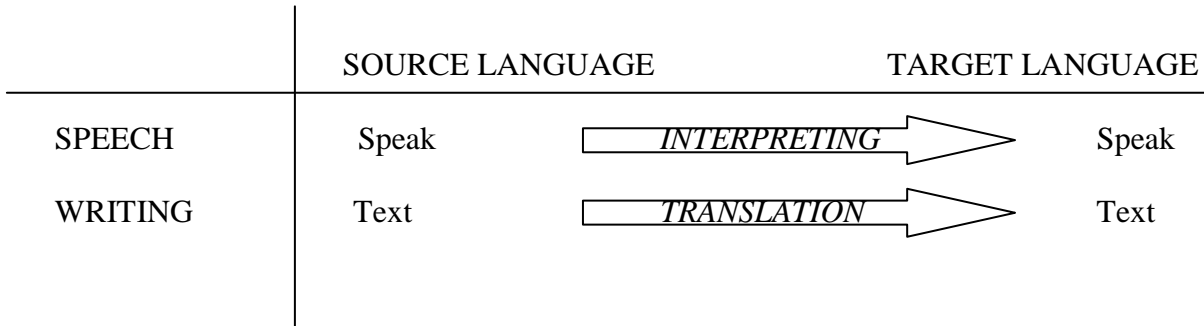 SOURCE LANGUAGE TARGET LANGUAGE
SPEECH Speak INTERPRETING Speak
WRITING Text TRANSLATION Text